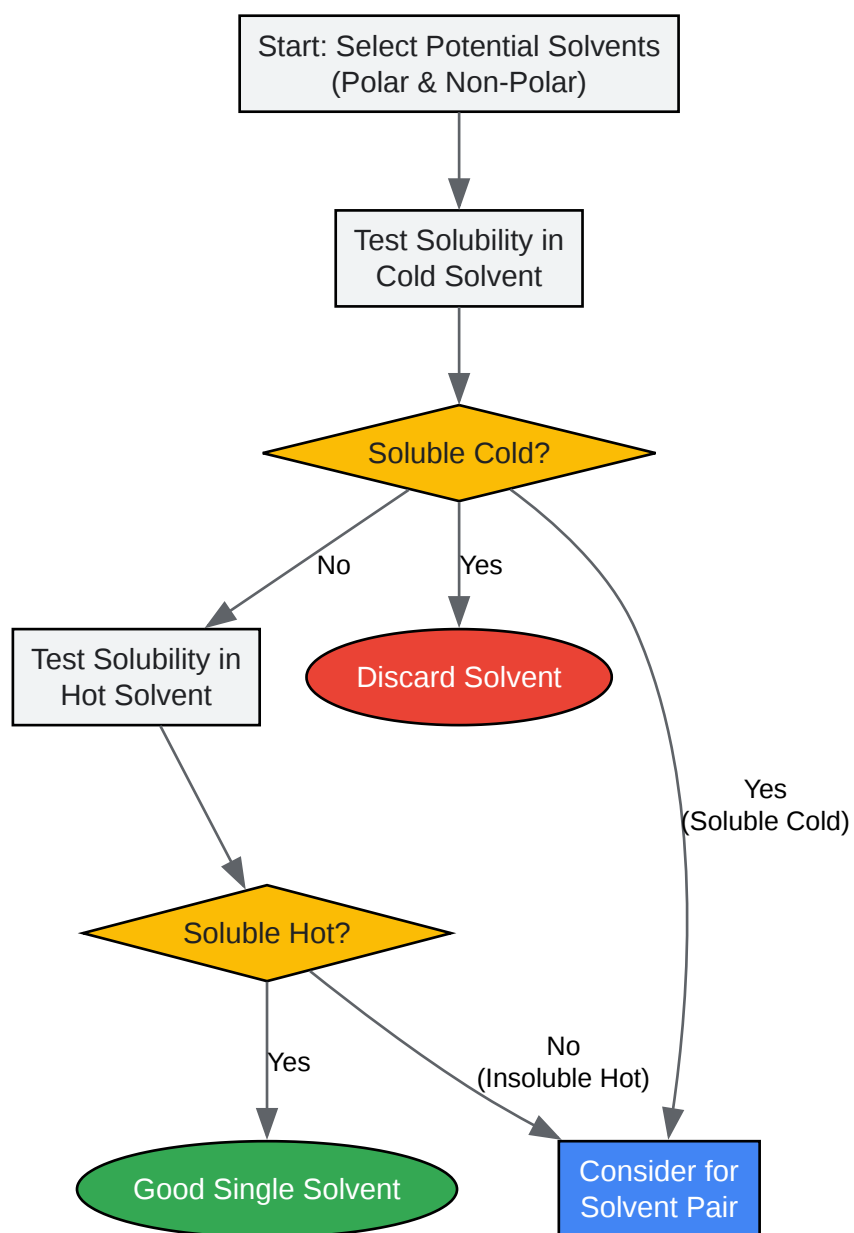 Start: Select Potential Solvents
(Polar & Non-Polar)
Test Solubility in
Cold Solvent
Soluble Cold?
No
Yes
Test Solubility in
Hot Solvent
Discard Solvent
Yes
(Soluble Cold)
Soluble Hot?
Yes
No
(Insoluble Hot)
Good Single Solvent
Consider for
Solvent Pair